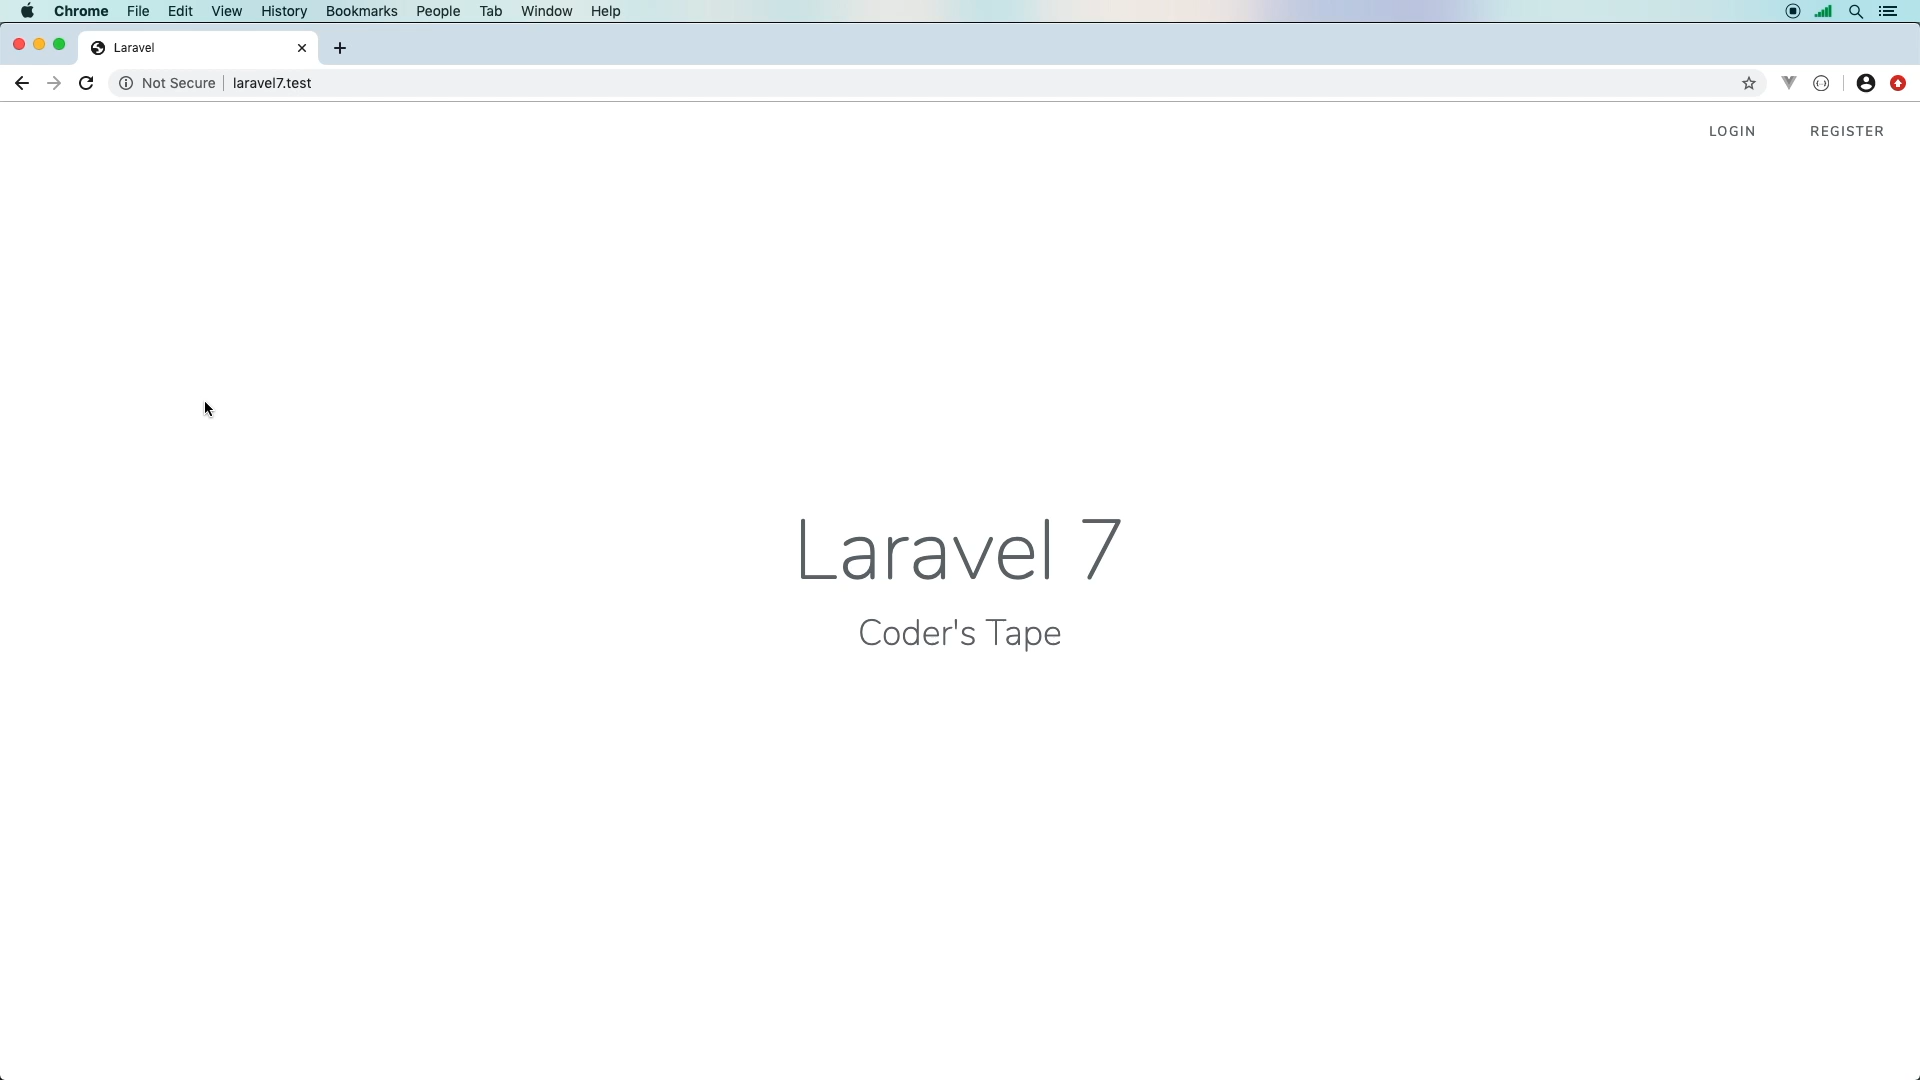 Chrome File Edit View History Bookmarks People Tab Window Help
Laravel
Not Secure laravel7.test
LOGIN REGISTER
Laravel 7
Coder's Tape